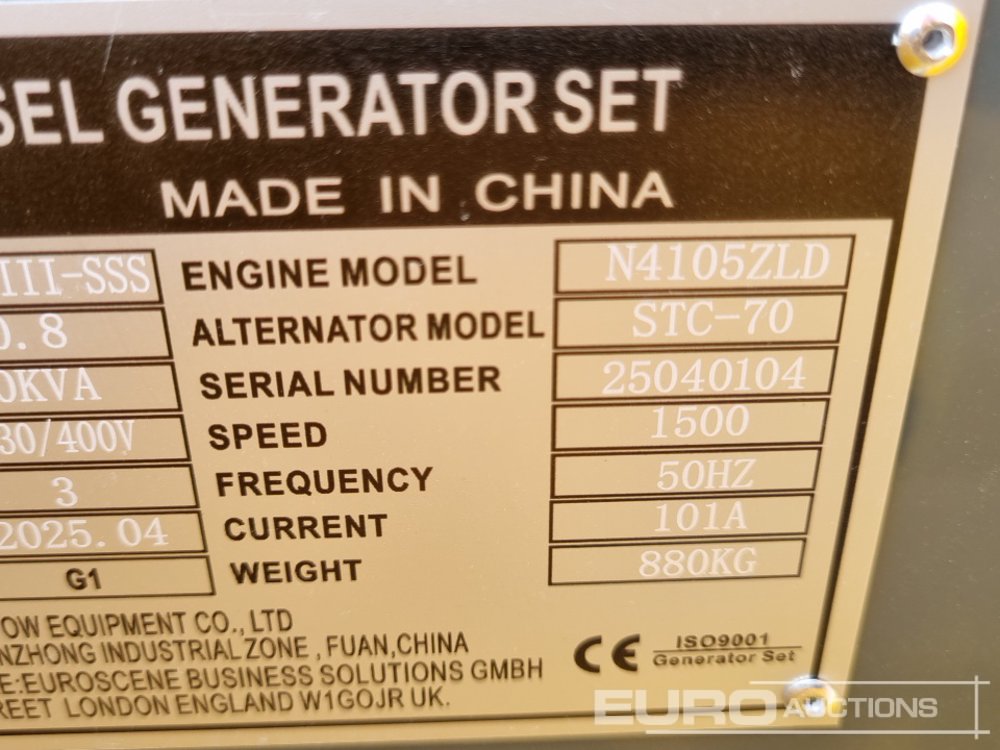 SEL GENERATOR SET
MADE IN CHINA
III-SSS ENGINE MODEL N4105ZLD
0.8 ALTERNATOR MODEL STC-70
0KVA SERIAL NUMBER 25040104
30/400V SPEED 1500
3 FREQUENCY 50HZ
2025.04 CURRENT 101A
G1 WEIGHT 880KG
OW EQUIPMENT CO., LTD
NZHONG INDUSTRIAL ZONE , FUAN,CHINA
E:EUROSCENE BUSINESS SOLUTIONS GMBH
REET LONDON ENGLAND W1GOJR UK.
CE ISO9001
Generator Set
EURO AUCTIONS